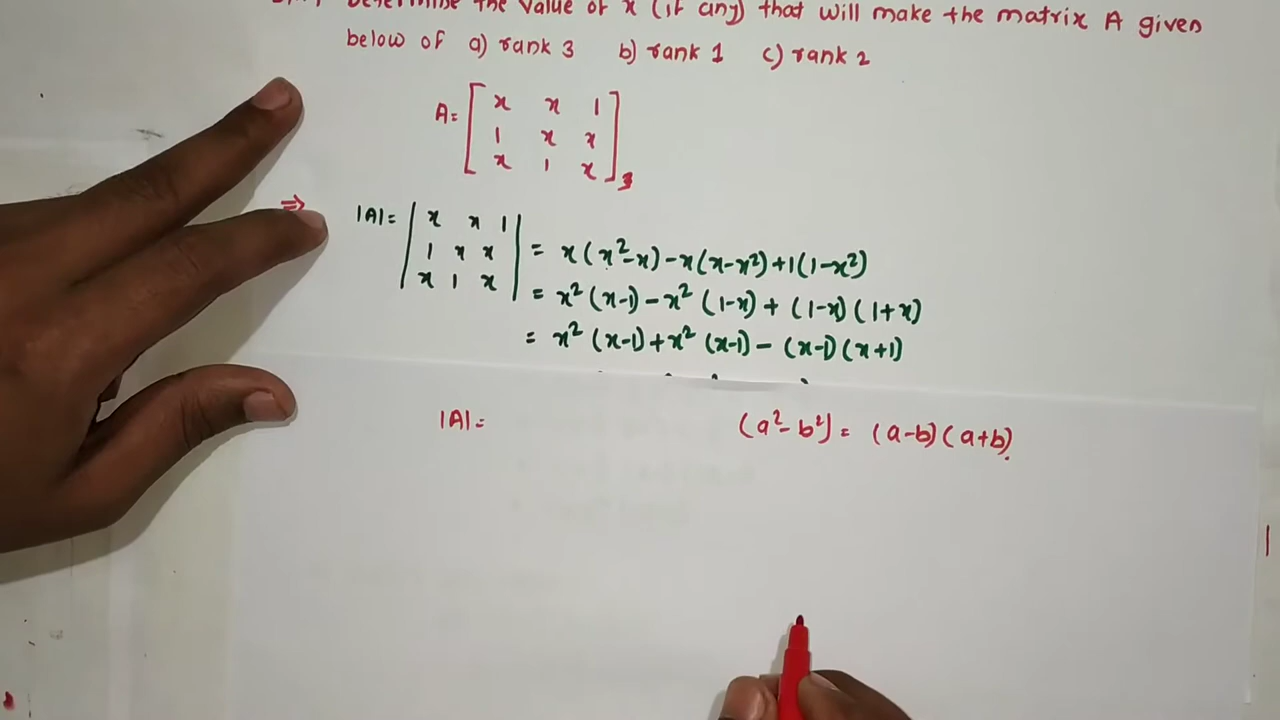 Determine the value of x (if any) that will make the matrix A given
below of a) rank 3 b) rank 1 c) rank 2
A= [ x x 1
1 x x
x 1 x ]3
⇒ |A|= | x x 1
1 x x
x 1 x | = x(x²-x)-x(x-x²)+1(1-x²)
= x²(x-1)-x²(1-x)+(1-x)(1+x)
= x²(x-1)+x²(x-1)-(x-1)(x+1)
|A|= (a²-b²)= (a-b)(a+b).